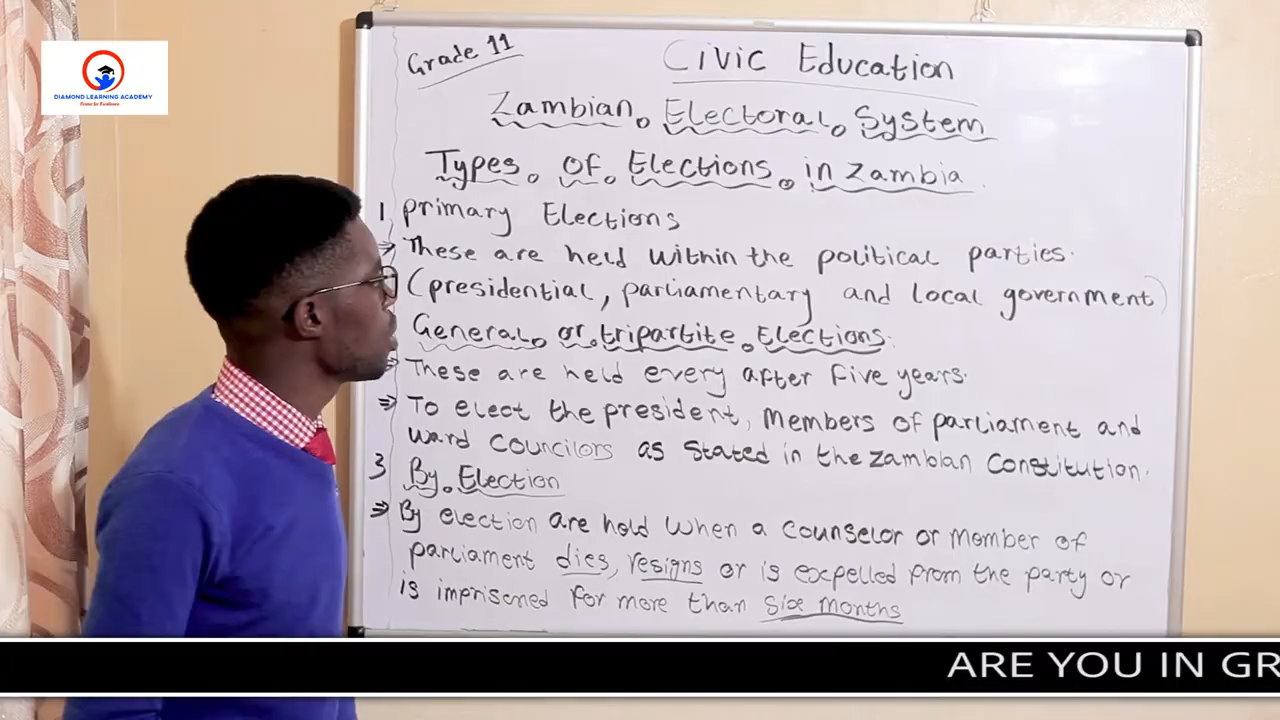 DIAMOND LEARNING ACADEMY
Centre for Excellence
Grade 11
Civic Education
Zambian Electoral System
Types of Elections in Zambia
1 primary Elections
⇒ These are held within the political parties.
(presidential, parliamentary and local government)
General or tripartite Elections.
⇒ These are held every after five years.
⇒ To elect the president, Members of parliament and
ward councilors as stated in the Zambian Constitution.
3 By Election
⇒ By election are held when a counselor or member of
parliament dies, resigns or is expelled from the party or
is imprisoned for more than six months
ARE YOU IN GR